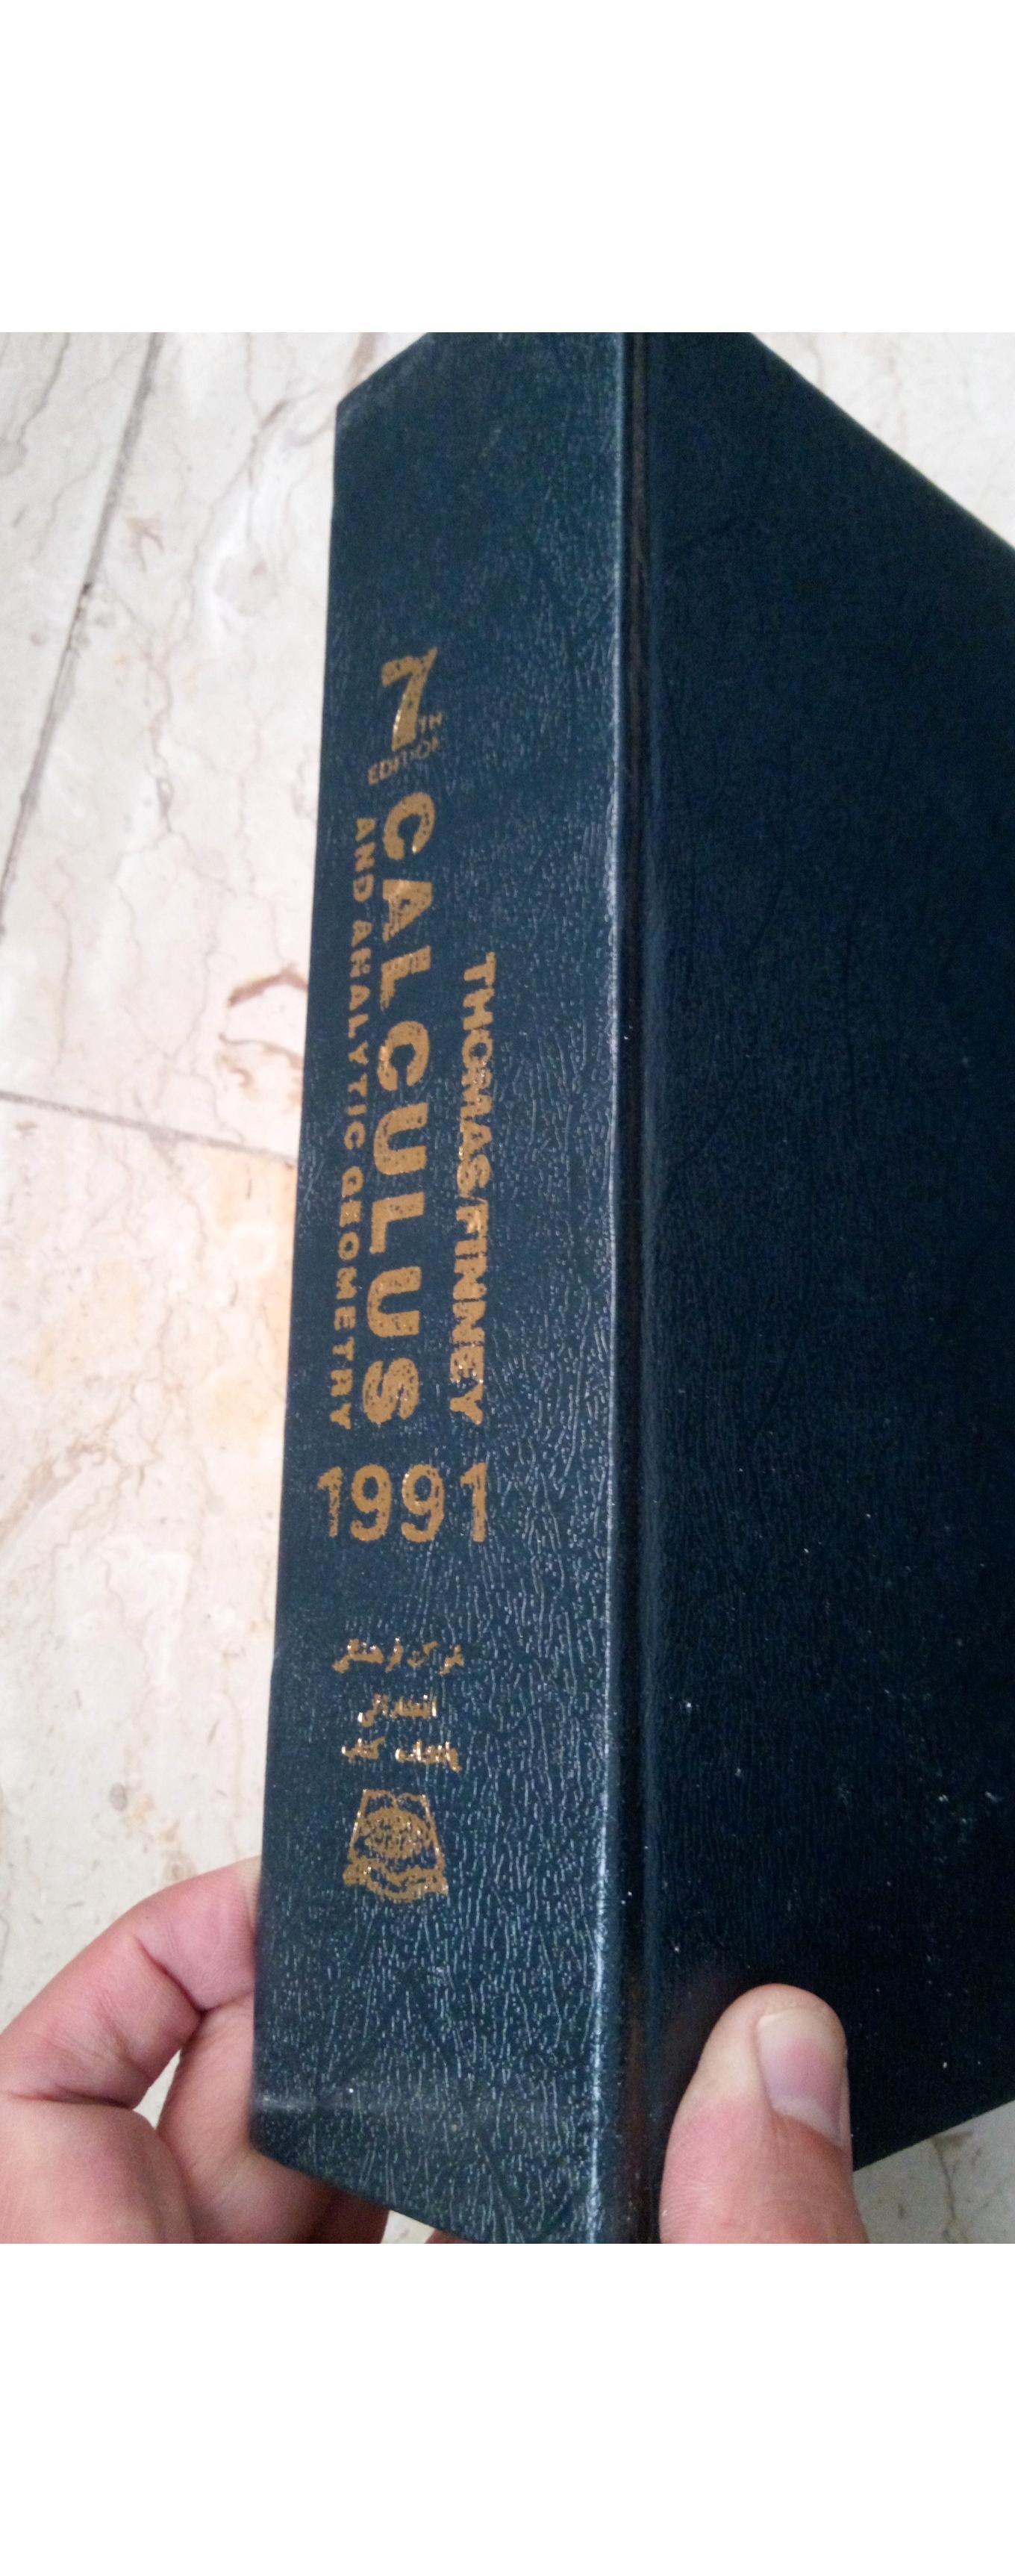 7TH
EDITION
THOMAS/FINNEY
CALCULUS
AND ANALYTIC GEOMETRY
1991